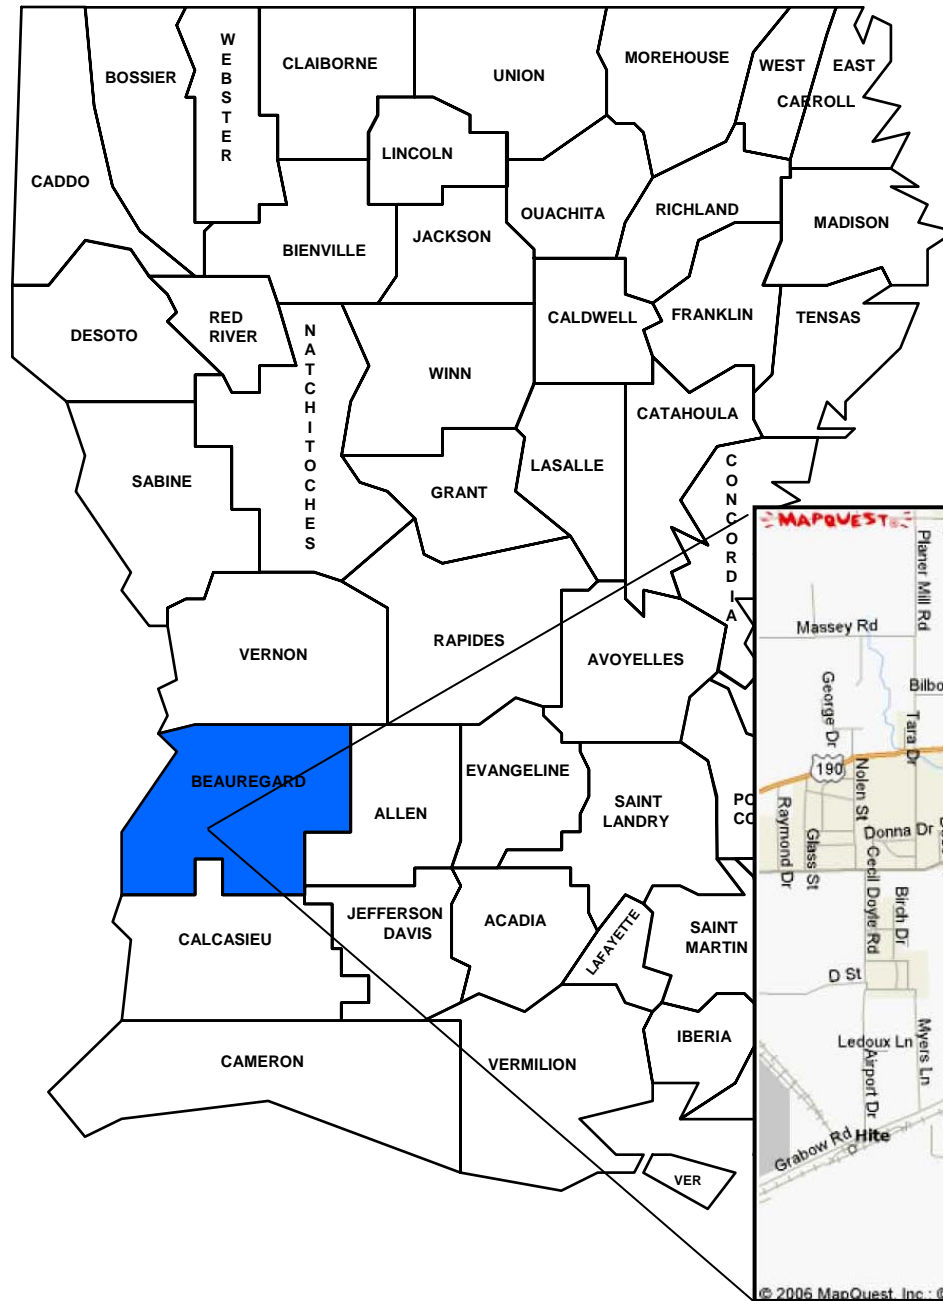 WEBSTER
BOSSIER
CLAIBORNE
UNION
MOREHOUSE
WEST
EAST
CARROLL
LINCOLN
CADDO
OUACHITA
RICHLAND
MADISON
BIENVILLE
JACKSON
RED
RIVER
DESOTO
CALDWELL
FRANKLIN
TENSAS
NATCHITOCHES
WINN
CATAHOULA
SABINE
GRANT
LASALLE
CONCORDIA
VERNON
RAPIDES
AVOYELLES
BEAUREGARD
ALLEN
EVANGELINE
SAINT
LANDRY
PO
CO
CALCASIEU
JEFFERSON
DAVIS
ACADIA
LAFAYETTE
SAINT
MARTIN
CAMERON
VERMILION
IBERIA
VER
MAPQUEST
Planer Mill Rd
Massey Rd
George Dr
Bilbo
Tara Dr
190
Nolen St
Raymond Dr
Glass St
Donna Dr
Cecil Doyle Rd
Birch Dr
D St
Ledoux Ln
Myers Ln
Airport Dr
Grabow Rd
Hite
© 2006 MapQuest, Inc.; ©